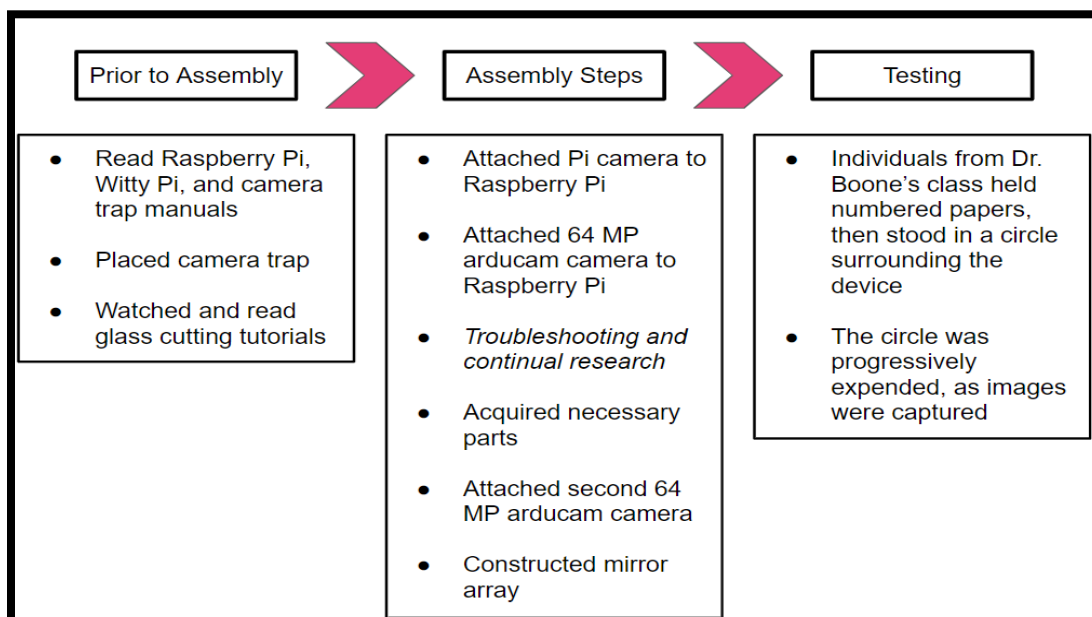 Prior to Assembly
Assembly Steps
Testing
● Read Raspberry Pi,
Witty Pi, and camera
trap manuals
● Placed camera trap
● Watched and read
glass cutting tutorials
● Attached Pi camera to
Raspberry Pi
● Attached 64 MP
arducam camera to
Raspberry Pi
● Troubleshooting and
continual research
● Acquired necessary
parts
● Attached second 64
MP arducam camera
● Constructed mirror
array
● Individuals from Dr.
Boone’s class held
numbered papers,
then stood in a circle
surrounding the
device
● The circle was
progressively
expended, as images
were captured